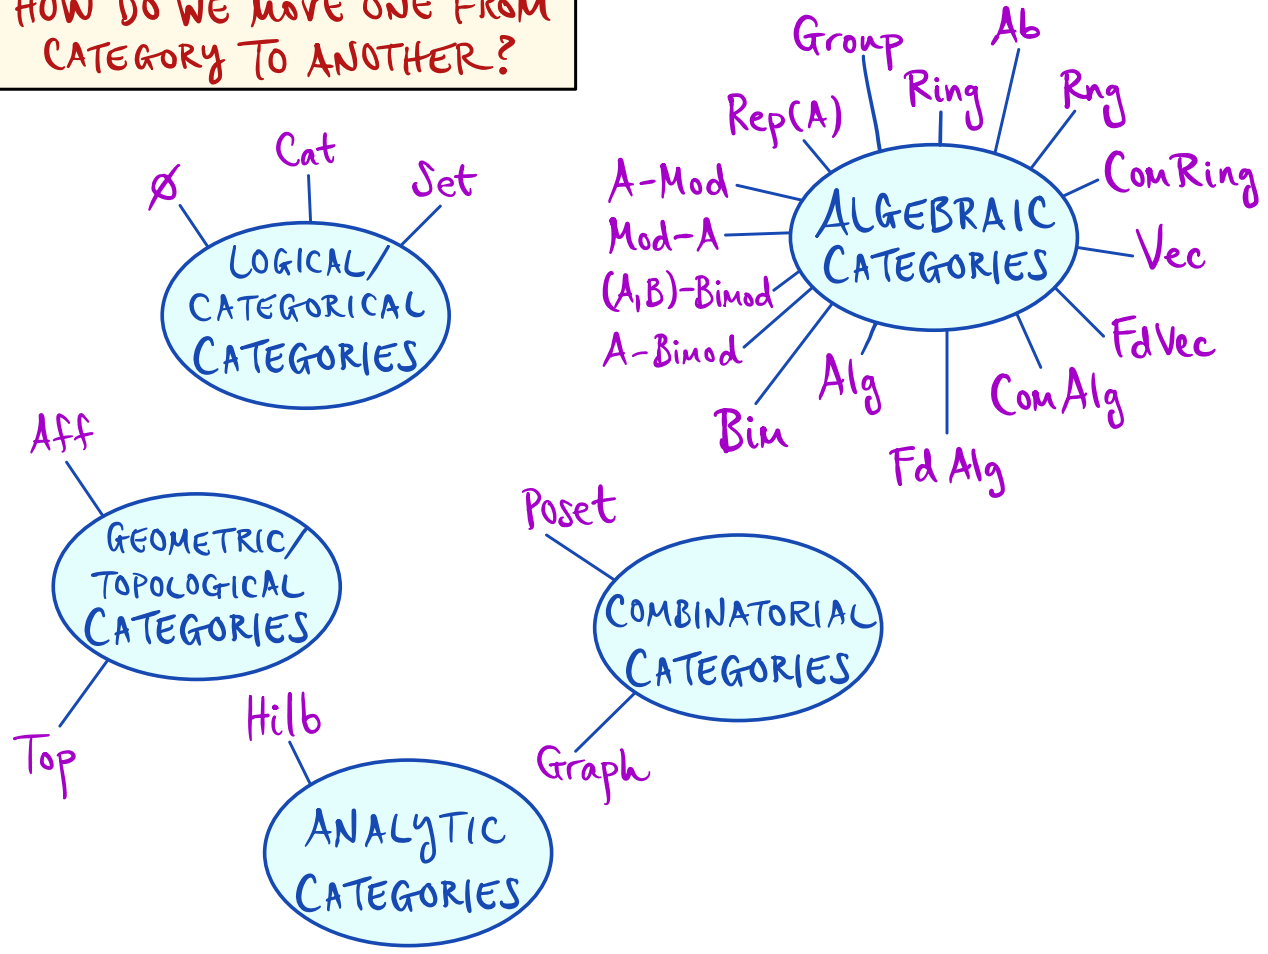 HOW DO WE MOVE ONE FROM
CATEGORY TO ANOTHER?
Ø
Cat
Set
LOGICAL/
CATEGORICAL
CATEGORIES
Group
Ab
Rep(A)
Ring
Rng
A-Mod
ComRing
Mod-A
Vec
(A,B)-Bimod
A-Bimod
FdVec
Bim
Alg
ComAlg
Fd Alg
ALGEBRAIC
CATEGORIES
Aff
GEOMETRIC/
TOPOLOGICAL
CATEGORIES
Top
Poset
COMBINATORIAL
CATEGORIES
Graph
Hilb
ANALYTIC
CATEGORIES